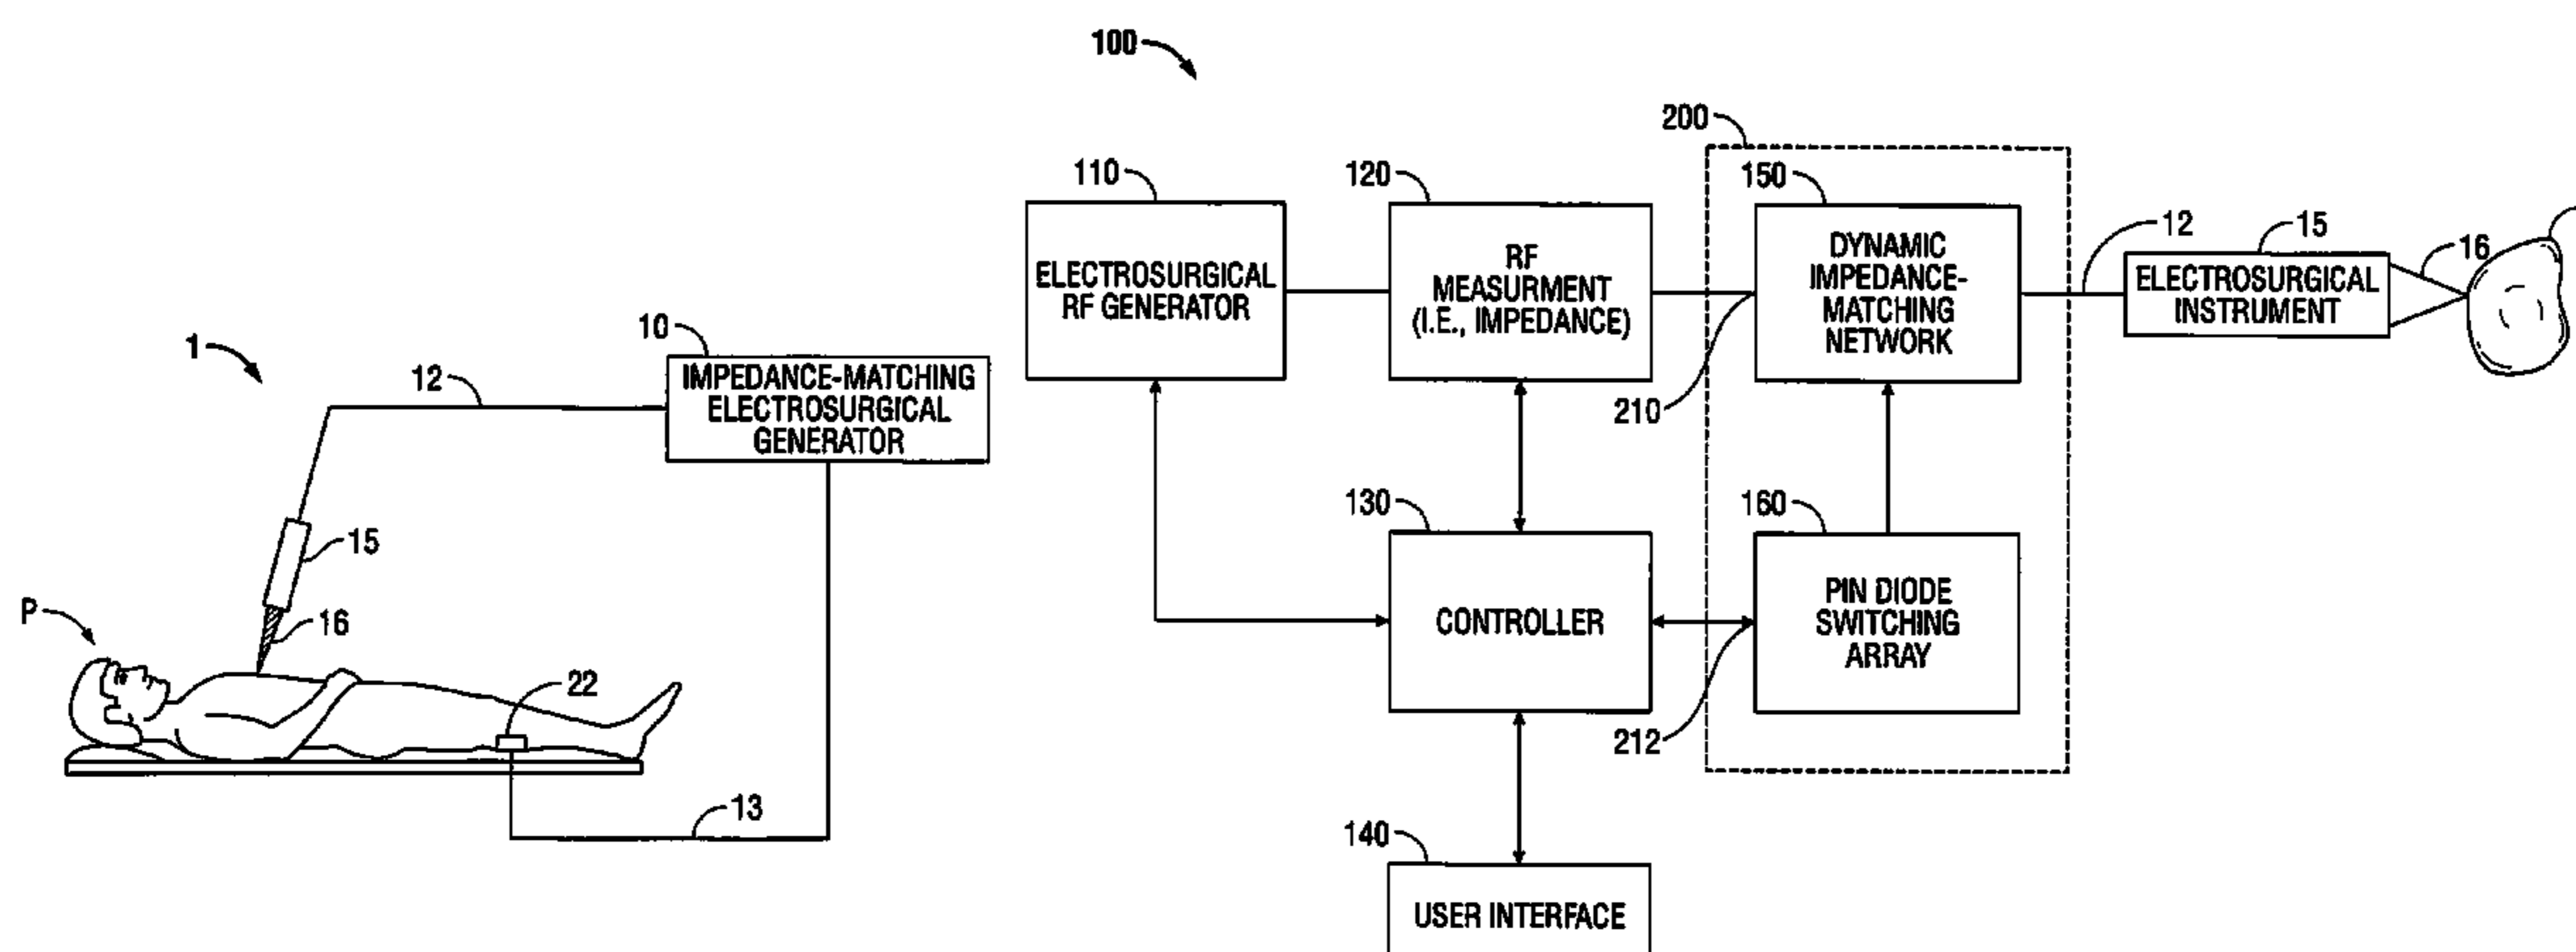 100
200
110
120
150
12
15
16
ELECTROSURGICAL
RF GENERATOR
RF
MEASURMENT
(I.E., IMPEDANCE)
DYNAMIC
IMPEDANCE-
MATCHING
NETWORK
ELECTROSURGICAL
INSTRUMENT
210
1
12
10
IMPEDANCE-MATCHING
ELECTROSURGICAL
GENERATOR
15
P
16
22
13
130
160
CONTROLLER
PIN DIODE
SWITCHING
ARRAY
212
140
USER INTERFACE